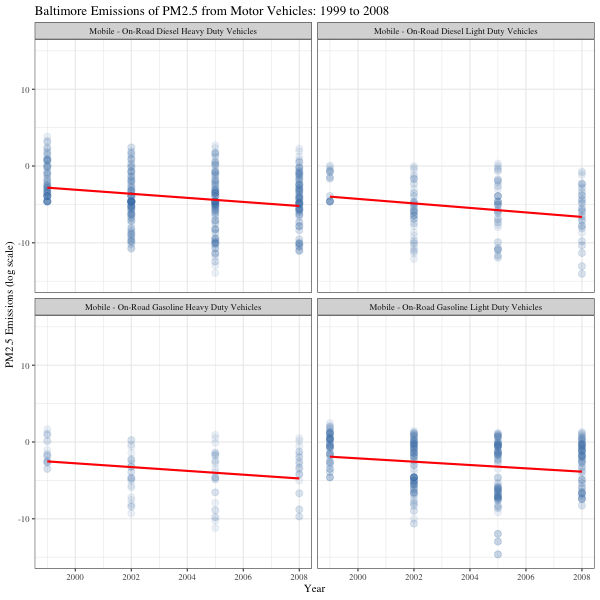 Baltimore Emissions of PM2.5 from Motor Vehicles: 1999 to 2008
Mobile - On-Road Diesel Heavy Duty Vehicles
Mobile - On-Road Diesel Light Duty Vehicles
10
0
-10
PM2.5 Emissions (log scale)
Mobile - On-Road Gasoline Heavy Duty Vehicles
Mobile - On-Road Gasoline Light Duty Vehicles
10
0
-10
2000 2002 2004 2006 2008 2000 2002 2004 2006 2008
Year